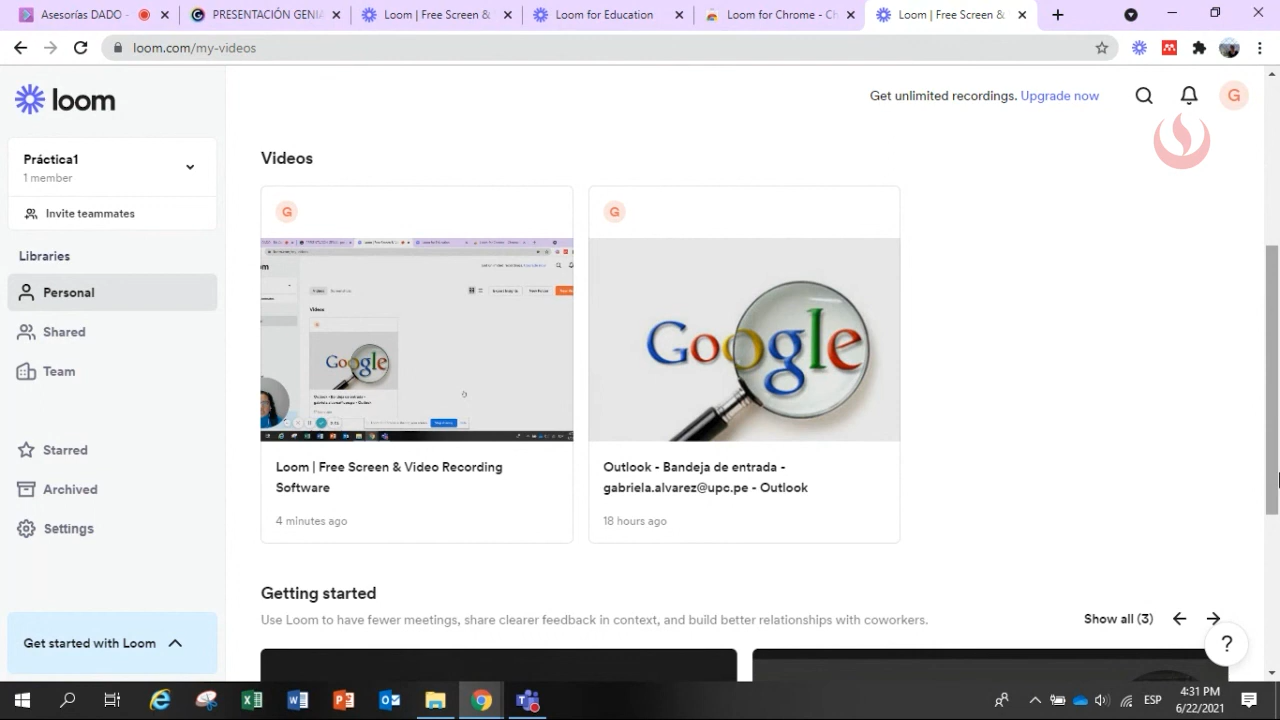 Asesorías DADO -
PRESENTACIÓN GENIA
Loom | Free Screen &
Loom for Education
Loom for Chrome - Ch
Loom | Free Screen &
loom.com/my-videos
loom
Get unlimited recordings. Upgrade now
G
Práctica1
1 member
Invite teammates
Libraries
Personal
Shared
Team
Starred
Archived
Settings
Get started with Loom
Videos
G
G
Videos
Google
Google
Loom | Free Screen & Video Recording
Software
4 minutes ago
Outlook - Bandeja de entrada -
gabriela.alvarez@upc.pe - Outlook
18 hours ago
Getting started
Use Loom to have fewer meetings, share clearer feedback in context, and build better relationships with coworkers.
Show all (3)
?
ESP
4:31 PM
6/22/2021